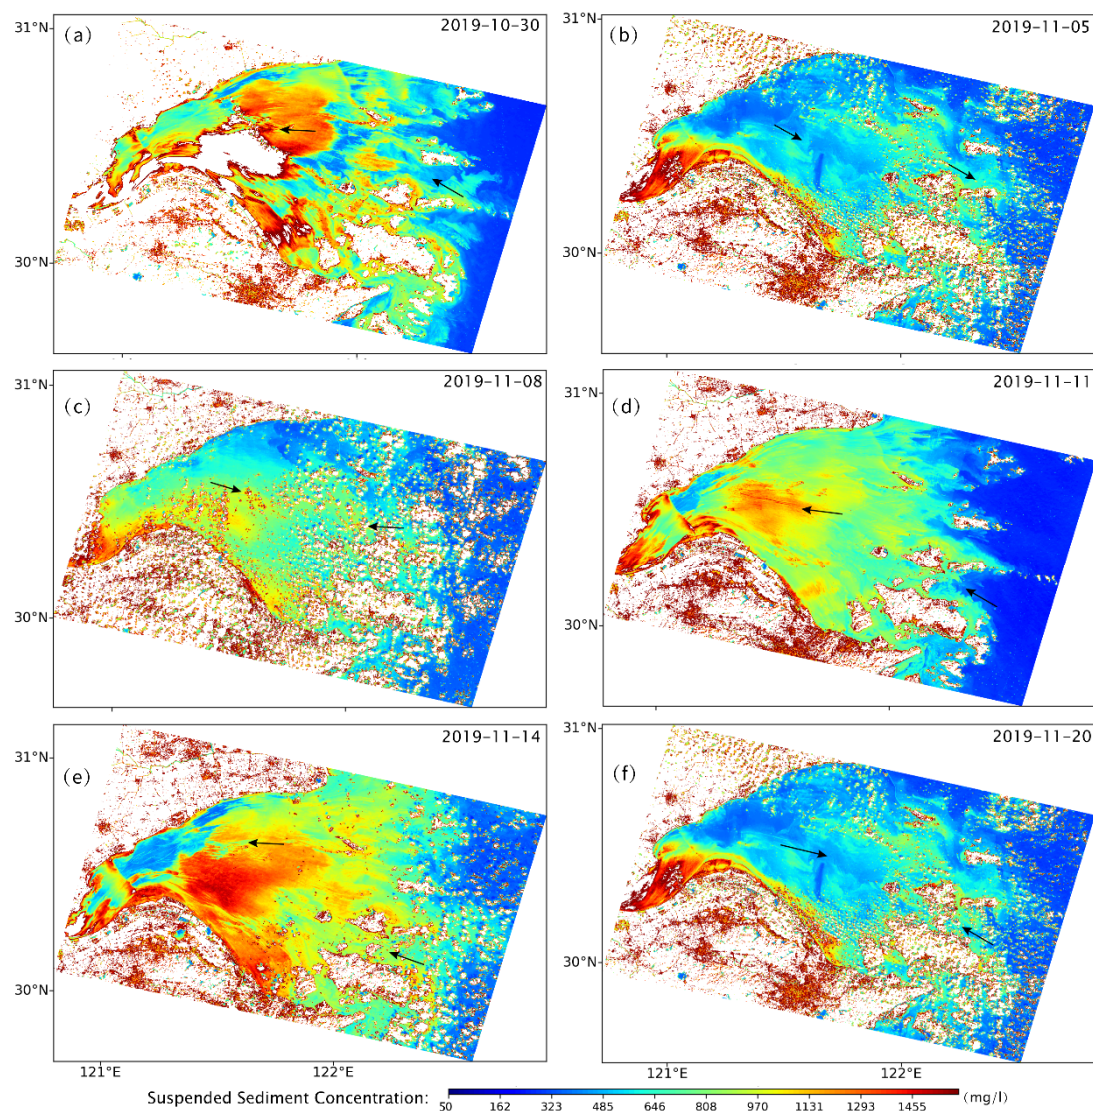 31°N
(a)
2019-10-30
30°N
31°N
(b)
2019-11-05
30°N
31°N
(c)
2019-11-08
30°N
31°N
(d)
2019-11-11
30°N
31°N
(e)
2019-11-14
30°N
121°E
122°E
31°N
(f)
2019-11-20
30°N
121°E
122°E
Suspended Sediment Concentration:
50 162 323 485 646 808 970 1131 1293 1455
(mg/l)